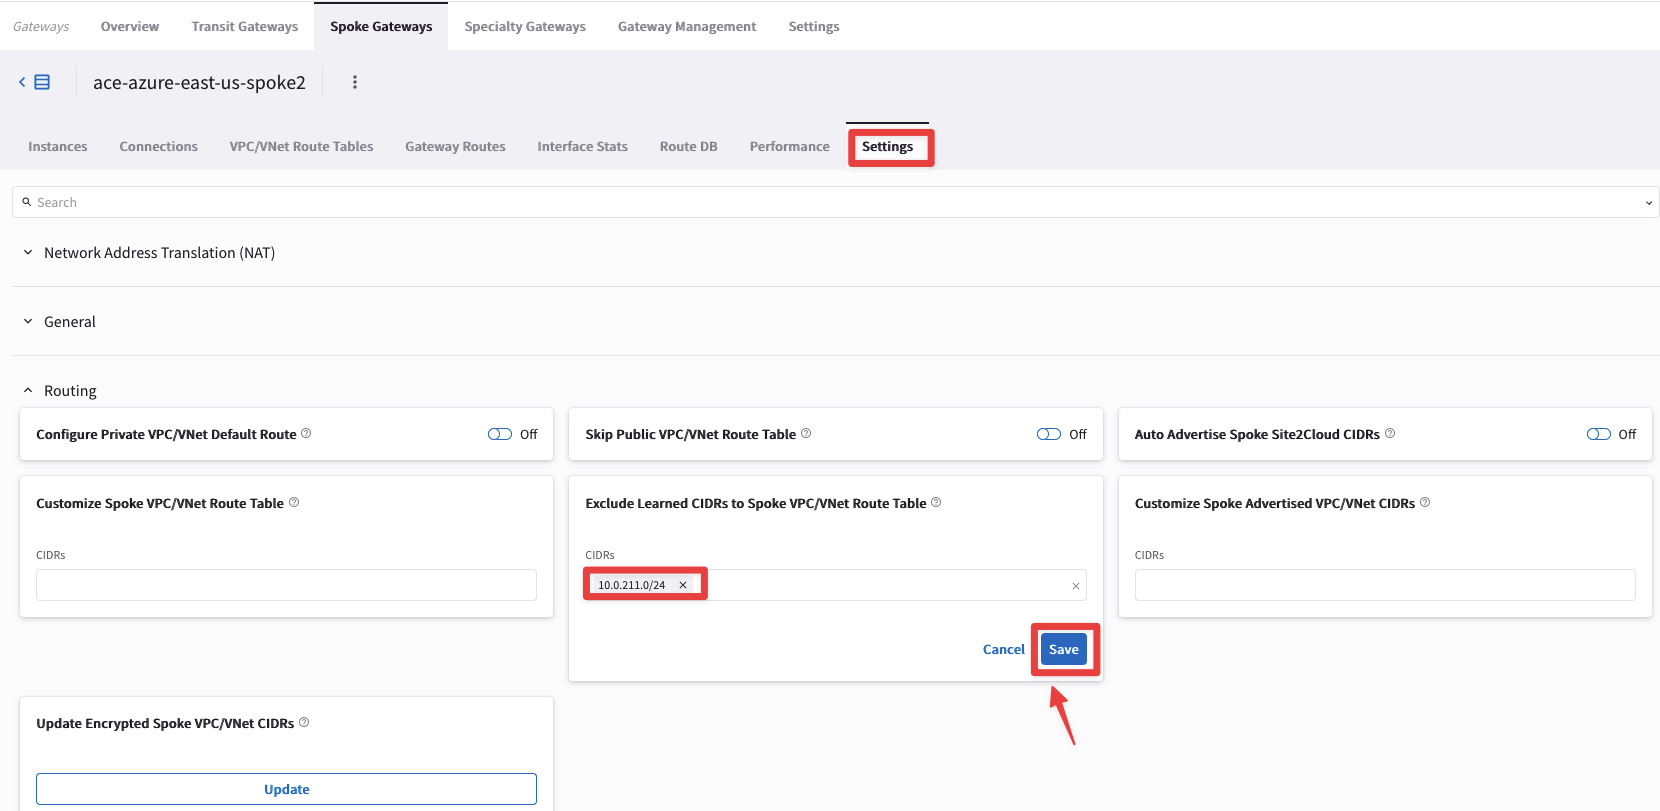 Gateways Overview Transit Gateways Spoke Gateways Specialty Gateways Gateway Management Settings
ace-azure-east-us-spoke2
Instances Connections VPC/VNet Route Tables Gateway Routes Interface Stats Route DB Performance Settings
Search
Network Address Translation (NAT)
General
Routing
Configure Private VPC/VNet Default Route Off
Skip Public VPC/VNet Route Table Off
Auto Advertise Spoke Site2Cloud CIDRs Off
Customize Spoke VPC/VNet Route Table
CIDRs
Exclude Learned CIDRs to Spoke VPC/VNet Route Table
CIDRs
10.0.211.0/24
Cancel Save
Customize Spoke Advertised VPC/VNet CIDRs
CIDRs
Update Encrypted Spoke VPC/VNet CIDRs
Update